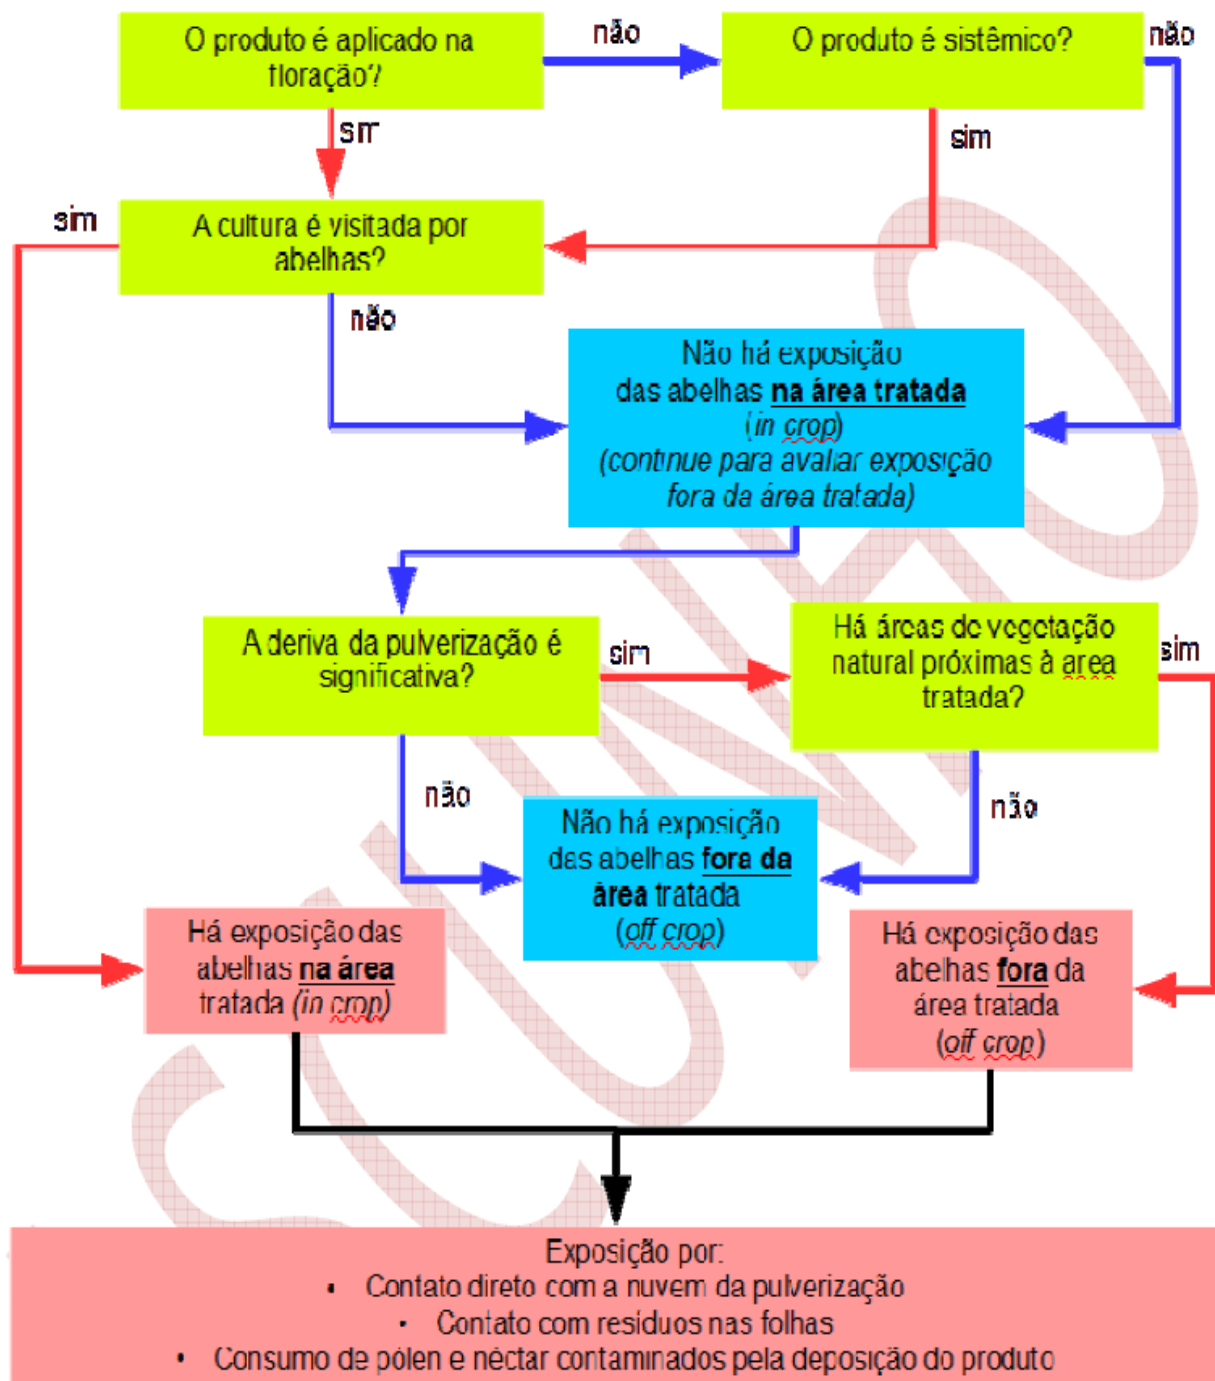 O produto é aplicado na
floração?
não
O produto é sistêmico?
não
sim
sim
sim
A cultura é visitada por
abelhas?
não
Não há exposição
das abelhas na área tratada
(in crop)
(continue para avaliar exposição
fora da área tratada)
A deriva da pulverização é
significativa?
sim
Há áreas de vegetação
natural próximas à area
tratada?
sim
não
não
Não há exposição
das abelhas fora da
área tratada
(off crop)
Há exposição das
abelhas na área
tratada (in crop)
Há exposição das
abelhas fora da
área tratada
(off crop)
Exposição por:
• Contato direto com a nuvem da pulverização
• Contato com resíduos nas folhas
• Consumo de pólen e néctar contaminados pela deposição do produto